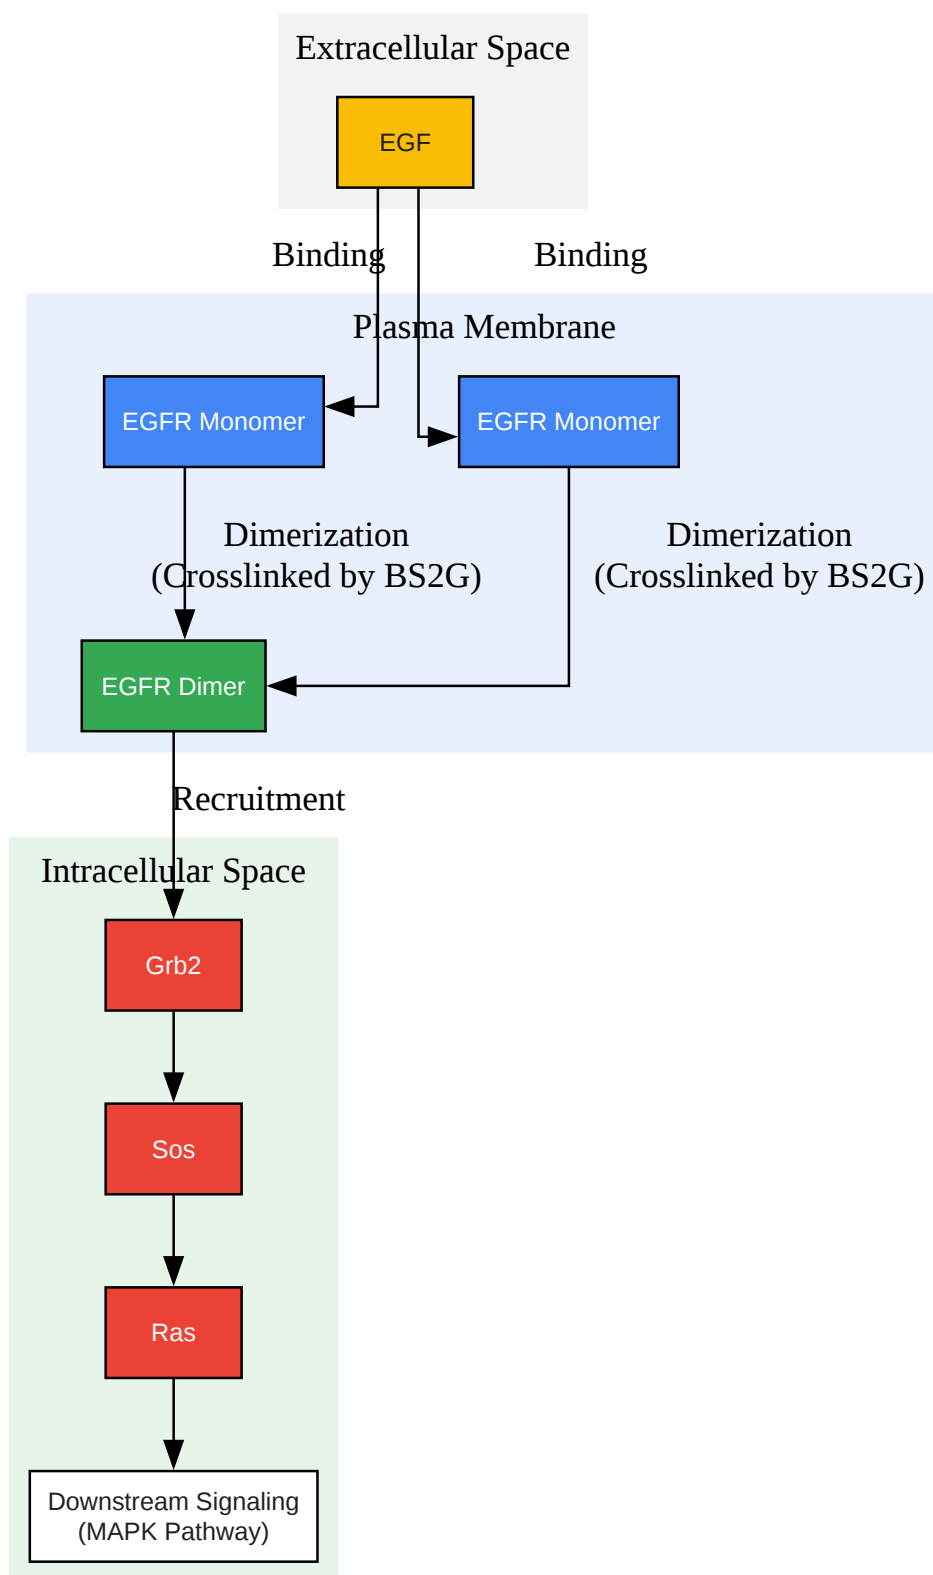 Extracellular Space
EGF
Binding
Binding
Plasma Membrane
EGFR Monomer
EGFR Monomer
Dimerization
(Crosslinked by BS2G)
Dimerization
(Crosslinked by BS2G)
EGFR Dimer
Recruitment
Intracellular Space
Grb2
Sos
Ras
Downstream Signaling
(MAPK Pathway)